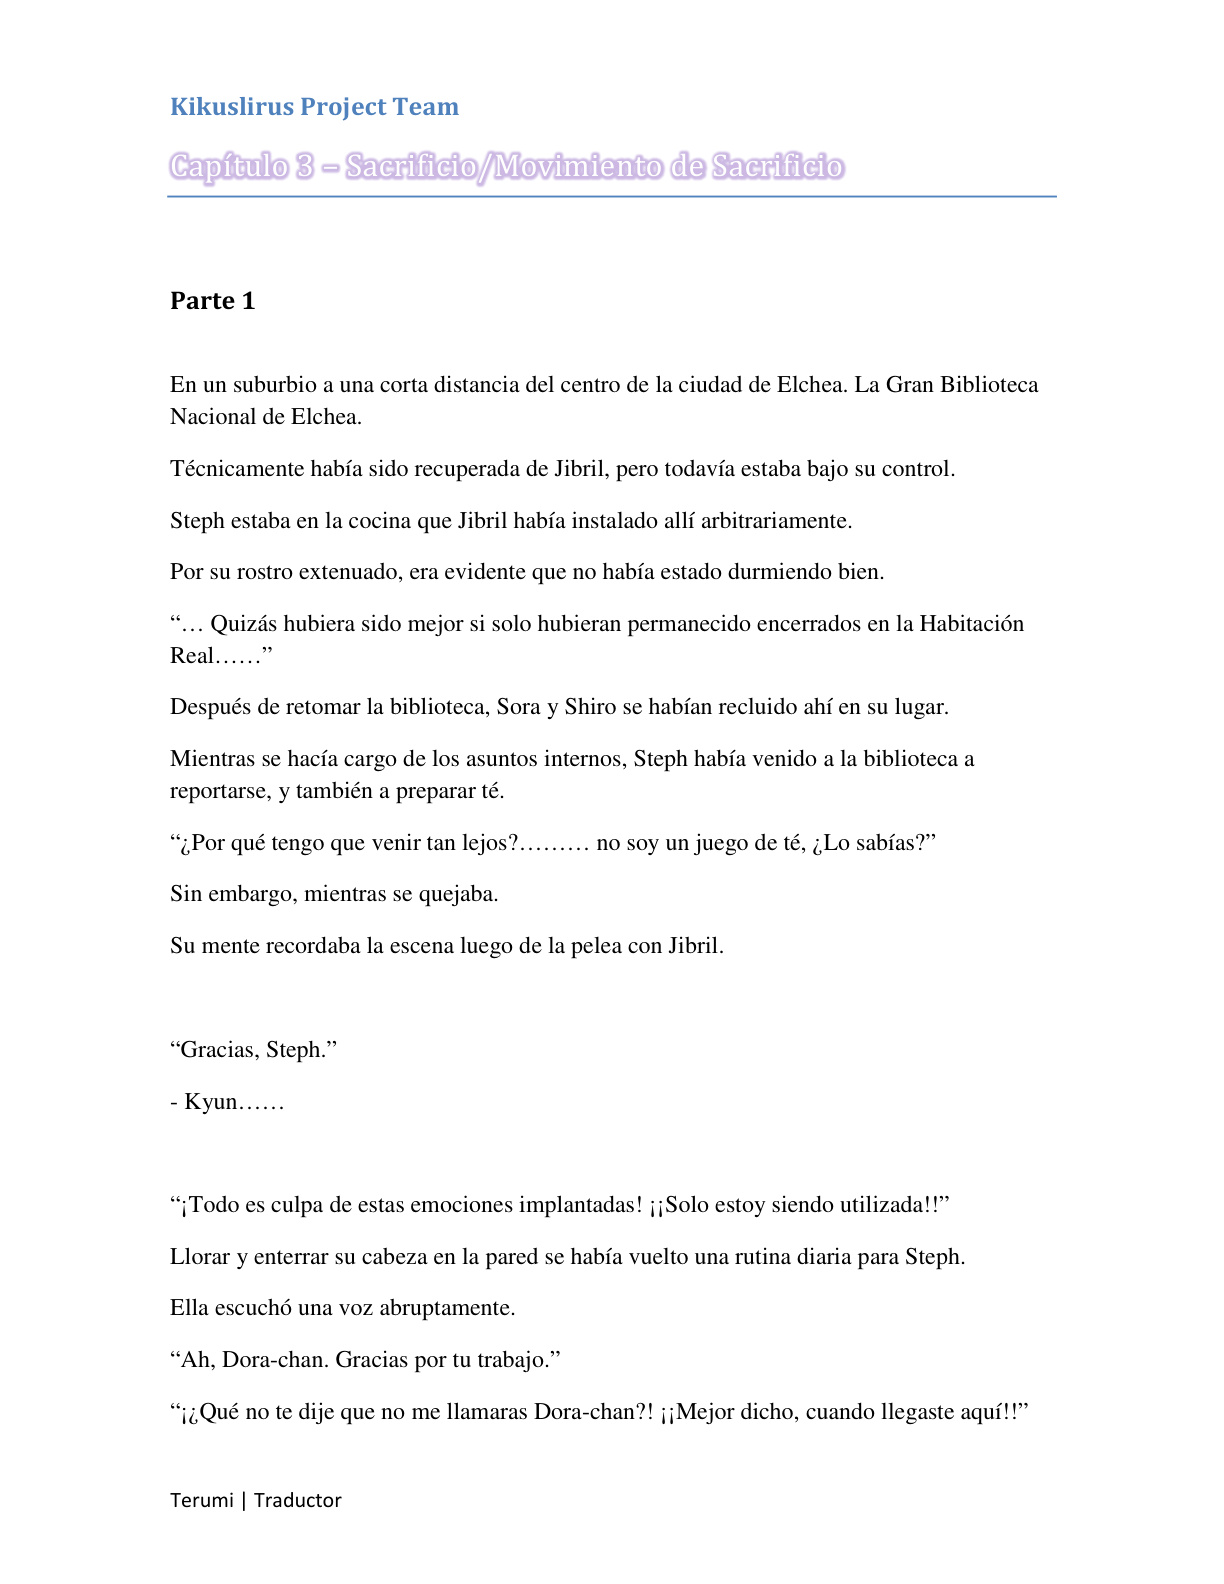 Kikuslirus Project Team
Capítulo 3 – Sacrificio/Movimiento de Sacrificio
Parte 1
En un suburbio a una corta distancia del centro de la ciudad de Elchea. La Gran Biblioteca
Nacional de Elchea.
Técnicamente había sido recuperada de Jibril, pero todavía estaba bajo su control.
Steph estaba en la cocina que Jibril había instalado allí arbitrariamente.
Por su rostro extenuado, era evidente que no había estado durmiendo bien.
“… Quizás hubiera sido mejor si solo hubieran permanecido encerrados en la Habitación
Real……”
Después de retomar la biblioteca, Sora y Shiro se habían recluido ahí en su lugar.
Mientras se hacía cargo de los asuntos internos, Steph había venido a la biblioteca a
reportarse, y también a preparar té.
“¿Por qué tengo que venir tan lejos?……… no soy un juego de té, ¿Lo sabías?”
Sin embargo, mientras se quejaba.
Su mente recordaba la escena luego de la pelea con Jibril.
“Gracias, Steph.”
- Kyun……
“¡Todo es culpa de estas emociones implantadas! ¡¡Solo estoy siendo utilizada!!”
Llorar y enterrar su cabeza en la pared se había vuelto una rutina diaria para Steph.
Ella escuchó una voz abruptamente.
“Ah, Dora-chan. Gracias por tu trabajo.”
“¡¿Qué no te dije que no me llamaras Dora-chan?! ¡¡Mejor dicho, cuando llegaste aquí!!”
Terumi | Traductor